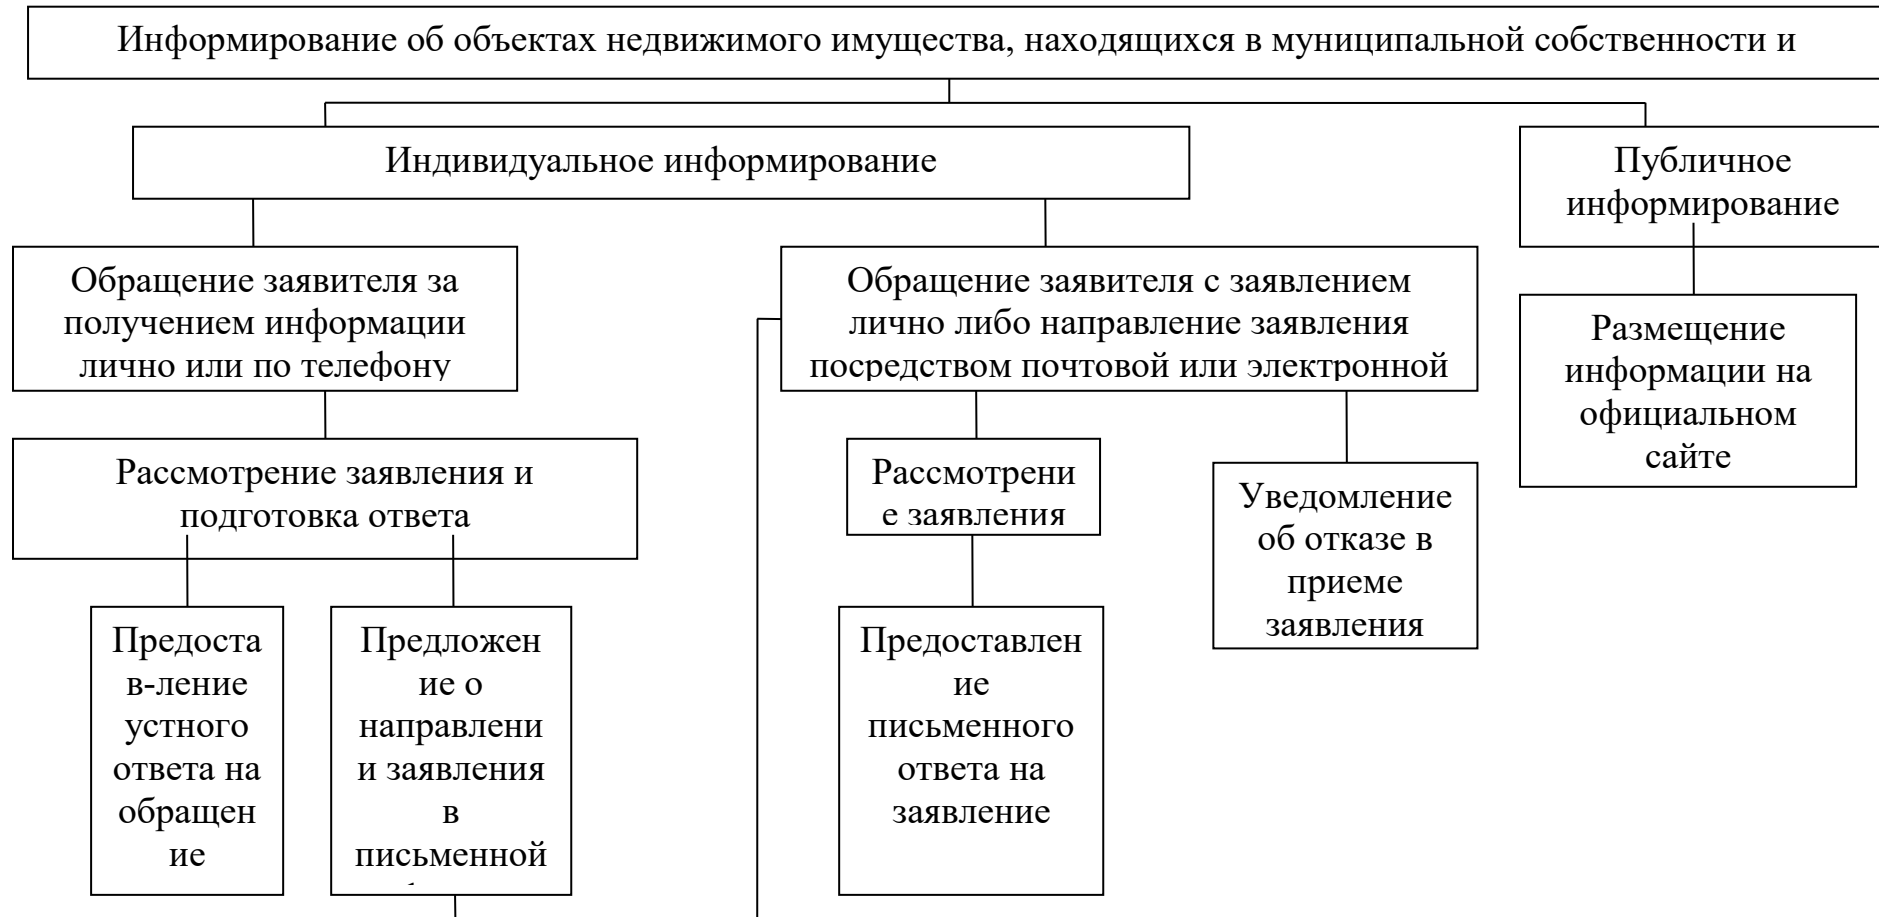 Информирование об объектах недвижимого имущества, находящихся в муниципальной собственности и
Индивидуальное информирование
Публичное
информирование
Обращение заявителя за
получением информации
лично или по телефону
Обращение заявителя с заявлением
лично либо направление заявления
посредством почтовой или электронной
Размещение
информации на
официальном
сайте
Рассмотрение заявления и
подготовка ответа
Рассмотрени
е заявления
Уведомление
об отказе в
приеме
заявления
Предоста
в-ление
устного
ответа на
обращен
ие
Предложен
ие о
направлени
и заявления
в
письменной
Предоставлен
ие
письменного
ответа на
заявление